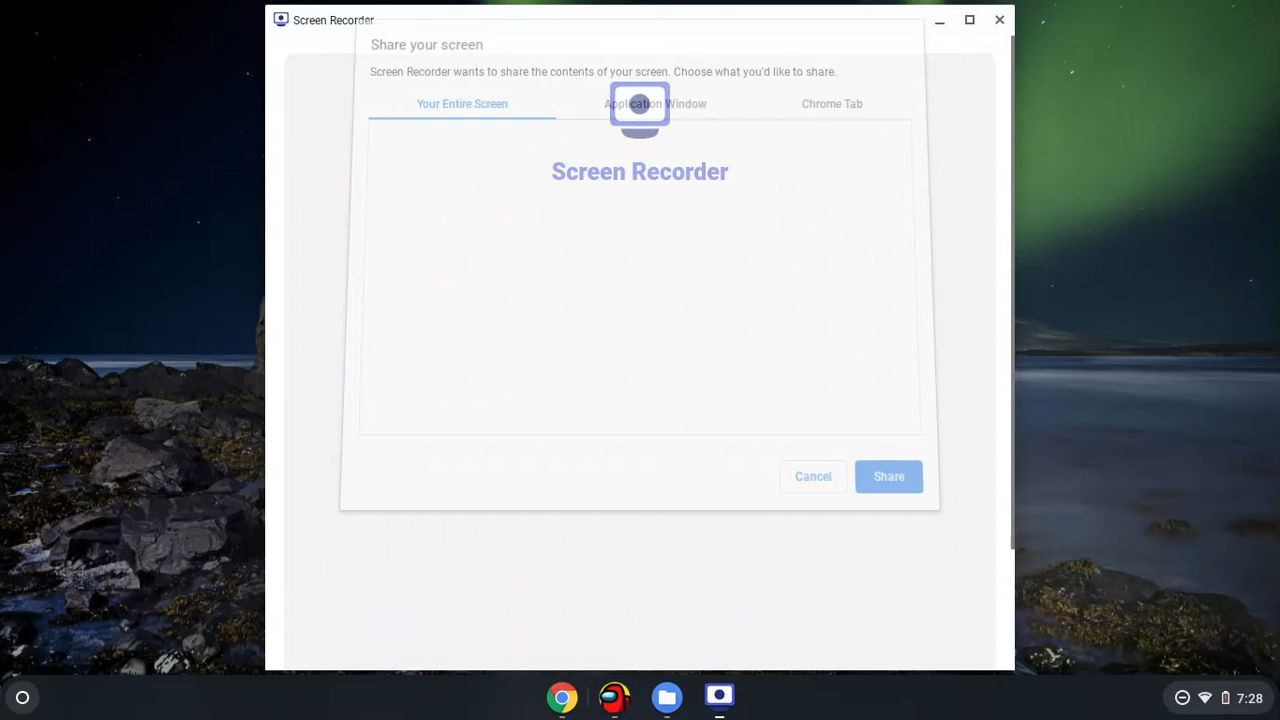 Screen Recorder
Share your screen
Screen Recorder wants to share the contents of your screen. Choose what you'd like to share.
Your Entire Screen Application Window Chrome Tab
Screen Recorder
Cancel Share
7:28